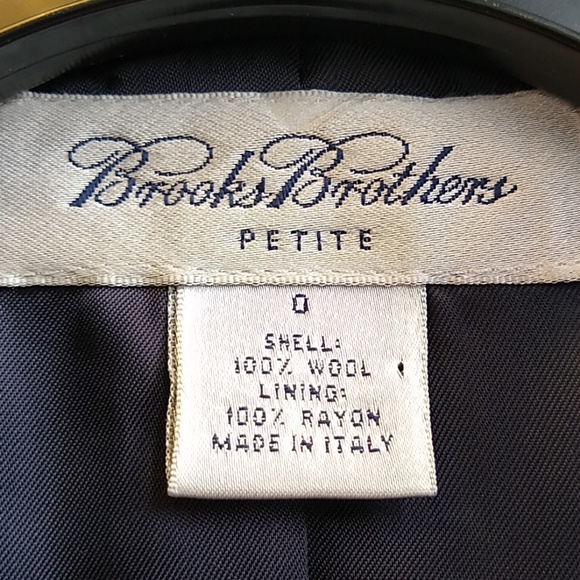 Brooks Brothers
PETITE
0
SHELL:
100% WOOL
LINING:
100% RAYON
MADE IN ITALY